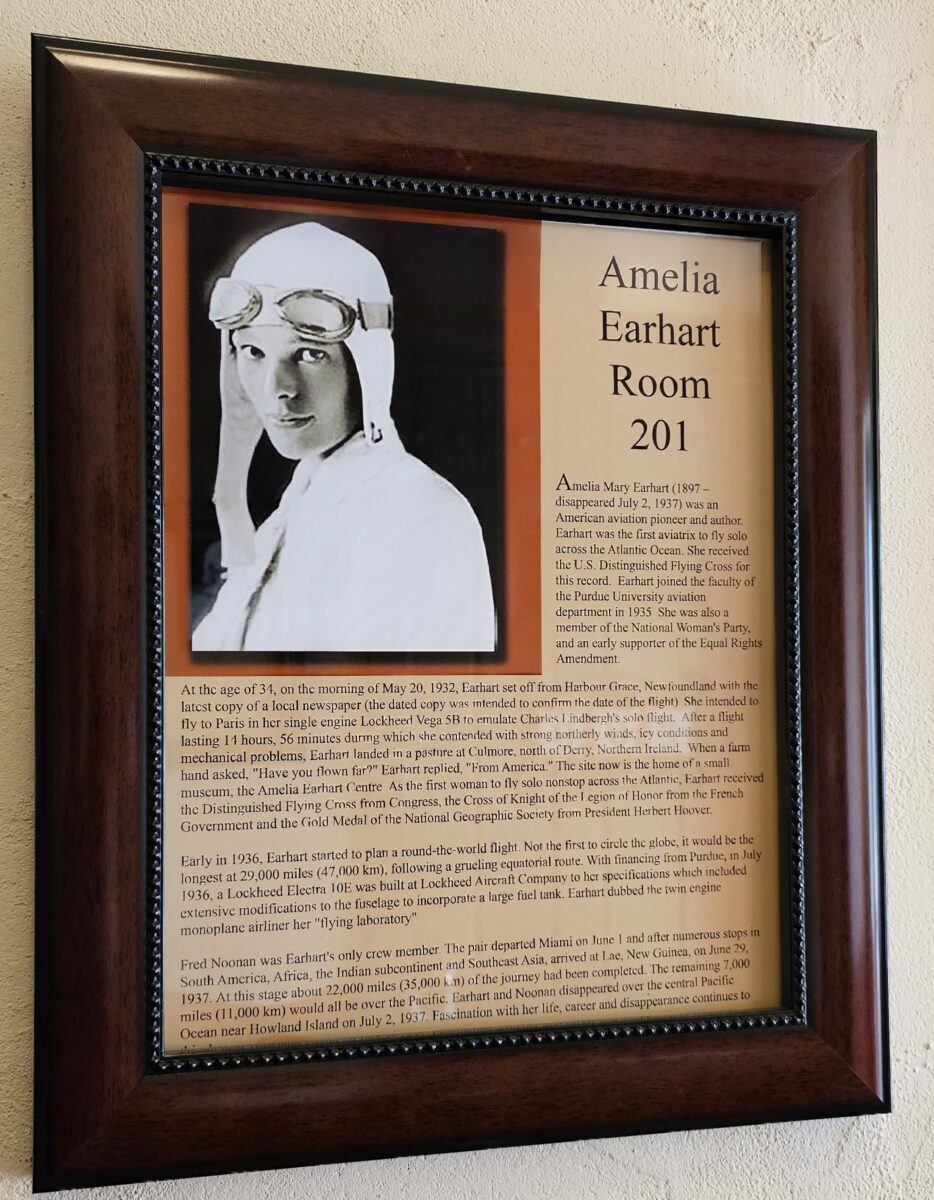 Amelia
Earhart
Room
201
Amelia Mary Earhart (1897 –
disappeared July 2, 1937) was an
American aviation pioneer and author.
Earhart was the first aviatrix to fly solo
across the Atlantic Ocean. She received
the U.S. Distinguished Flying Cross for
this record. Earhart joined the faculty of
the Purdue University aviation
department in 1935 She was also a
member of the National Woman's Party,
and an early supporter of the Equal Rights
Amendment.
At the age of 34, on the morning of May 20, 1932, Earhart set off from Harbour Grace, Newfoundland with the
latest copy of a local newspaper (the dated copy was intended to confirm the date of the flight) She intended to
fly to Paris in her single engine Lockheed Vega 5B to emulate Charles Lindbergh's solo flight. After a flight
lasting 14 hours, 56 minutes during which she contended with strong northerly winds, icy conditions and
mechanical problems, Earhart landed in a pasture at Culmore, north of Derry, Northern Ireland. When a farm
hand asked, "Have you flown far?" Earhart replied, "From America." The site now is the home of a small
museum, the Amelia Earhart Centre As the first woman to fly solo nonstop across the Atlantic, Earhart received
the Distinguished Flying Cross from Congress, the Cross of Knight of the Legion of Honor from the French
Government and the Gold Medal of the National Geographic Society from President Herbert Hoover.
Early in 1936, Earhart started to plan a round-the-world flight. Not the first to circle the globe, it would be the
longest at 29,000 miles (47,000 km), following a grueling equatorial route. With financing from Purdue, in July
1936, a Lockheed Electra 10E was built at Lockheed Aircraft Company to her specifications which included
extensive modifications to the fuselage to incorporate a large fuel tank. Earhart dubbed the twin engine
monoplane airliner her "flying laboratory"
Fred Noonan was Earhart's only crew member. The pair departed Miami on June 1 and after numerous stops in
South America, Africa, the Indian subcontinent and Southeast Asia, arrived at Lae, New Guinea, on June 29,
1937. At this stage about 22,000 miles (35,000 km) of the journey had been completed. The remaining 7,000
miles (11,000 km) would all be over the Pacific. Earhart and Noonan disappeared over the central Pacific
Ocean near Howland Island on July 2, 1937. Fascination with her life, career and disappearance continues to